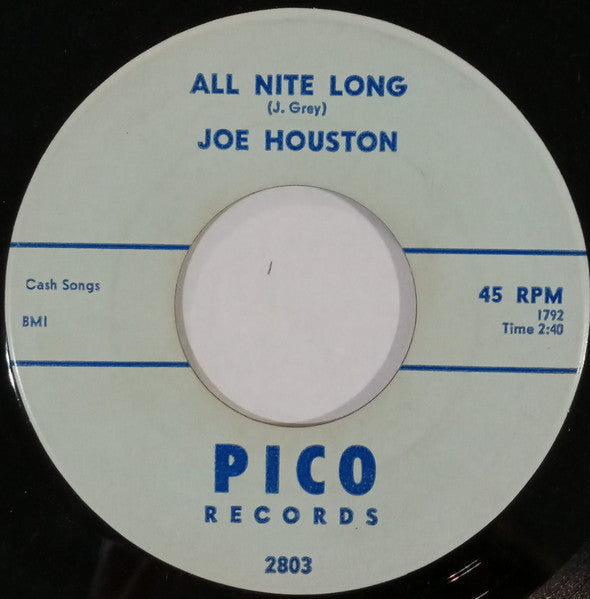 ALL NITE LONG
(J. Grey)
JOE HOUSTON
Cash Songs
BMI
45 RPM
1792
Time 2:40
PICO
RECORDS
2803